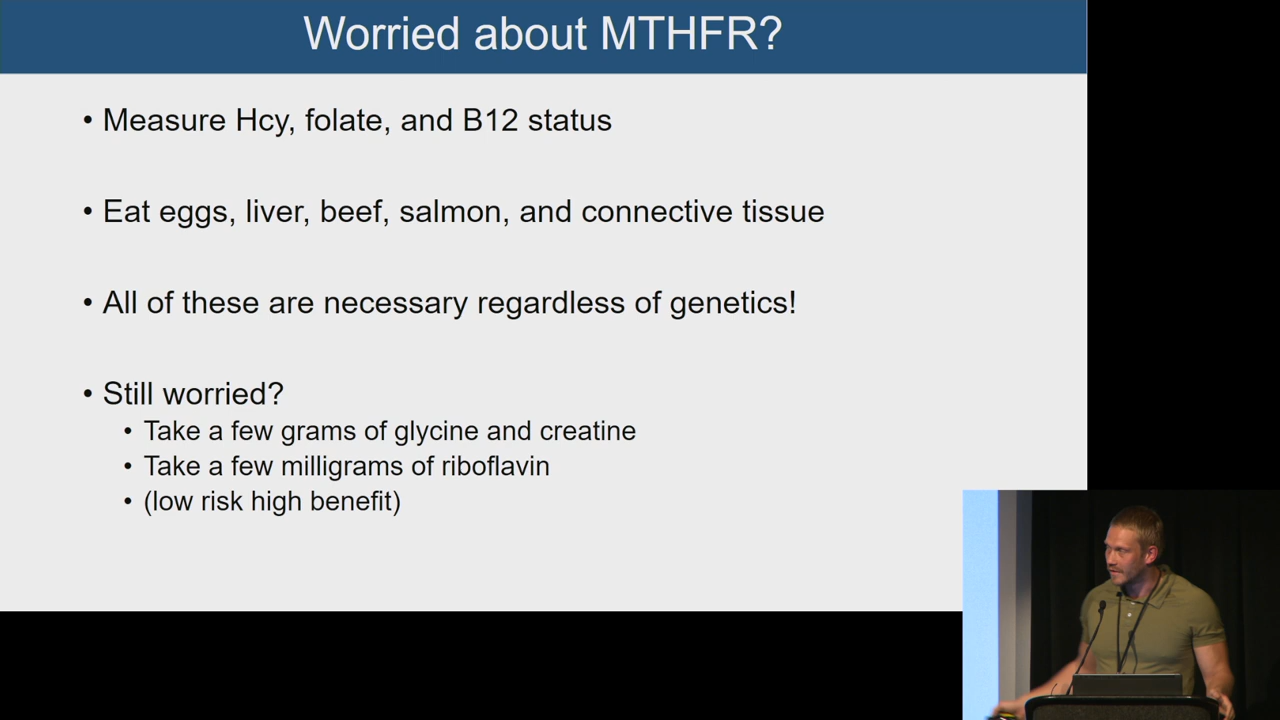 Worried about MTHFR?
• Measure Hcy, folate, and B12 status
• Eat eggs, liver, beef, salmon, and connective tissue
• All of these are necessary regardless of genetics!
• Still worried?
• Take a few grams of glycine and creatine
• Take a few milligrams of riboflavin
• (low risk high benefit)